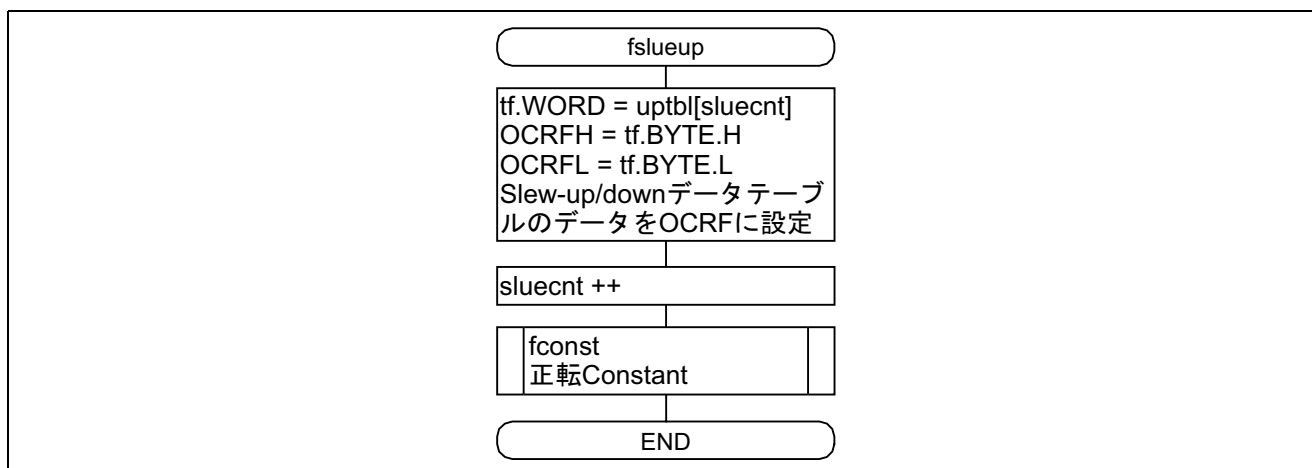 fslueup
tf.WORD = uptbl[sluecnt]
OCRFH = tf.BYTE.H
OCRFL = tf.BYTE.L
Slew-up/downデータテーブ
ルのデータをOCRFに設定
sluecnt ++
fconst
正転Constant
END